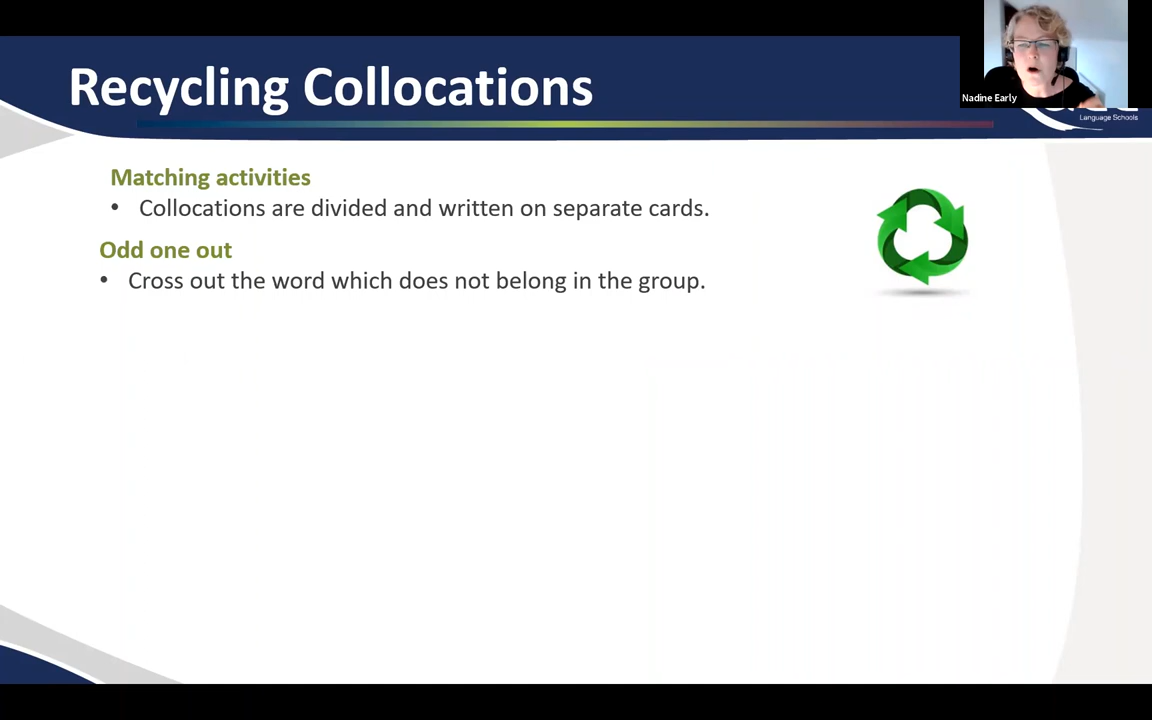 Recycling Collocations
Nadine Early
Language Schools
Matching activities
• Collocations are divided and written on separate cards.
Odd one out
• Cross out the word which does not belong in the group.